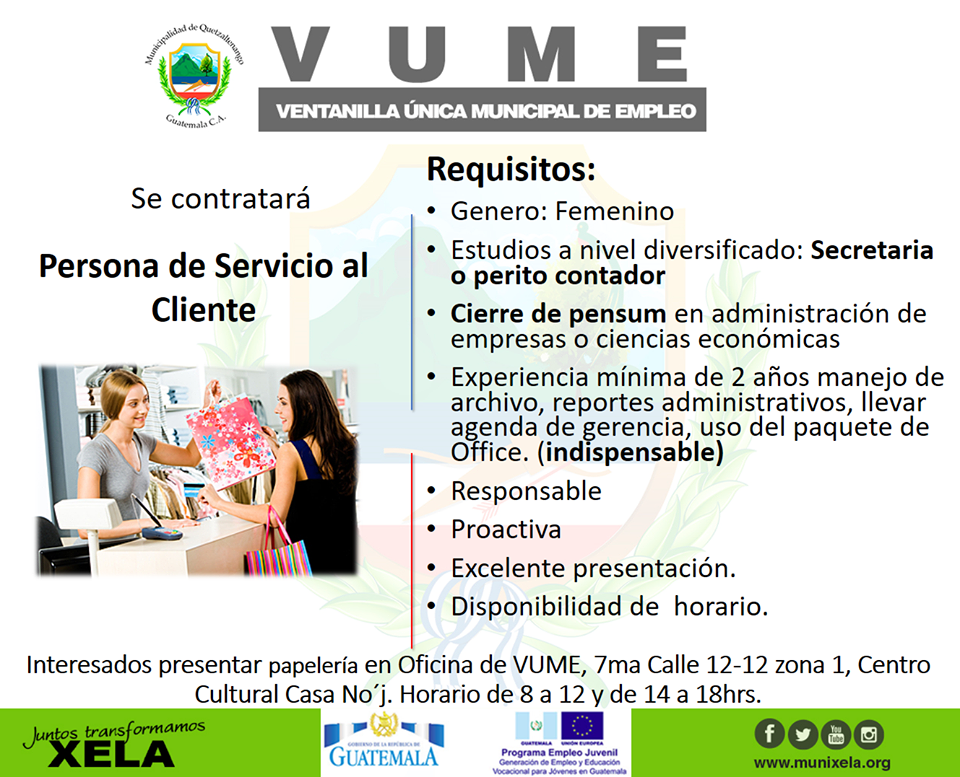 Municipalidad de Quetzaltenango
Guatemala C.A.
VUME
VENTANILLA ÚNICA MUNICIPAL DE EMPLEO
Se contratará
Persona de Servicio al
Cliente
Requisitos:
• Genero: Femenino
• Estudios a nivel diversificado: Secretaria
o perito contador
• Cierre de pensum en administración de
empresas o ciencias económicas
• Experiencia mínima de 2 años manejo de
archivo, reportes administrativos, llevar
agenda de gerencia, uso del paquete de
Office. (indispensable)
• Responsable
• Proactiva
• Excelente presentación.
• Disponibilidad de horario.
Interesados presentar papelería en Oficina de VUME, 7ma Calle 12-12 zona 1, Centro
Cultural Casa No´j. Horario de 8 a 12 y de 14 a 18hrs.
Juntos transformamos
XELA
GOBIERNO DE LA REPÚBLICA DE
GUATEMALA
GUATEMALA UNIÓN EUROPEA
Programa Empleo Juvenil
Generación de Empleo y Educación
Vocacional para Jóvenes en Guatemala
You
Tube
www.munixela.org